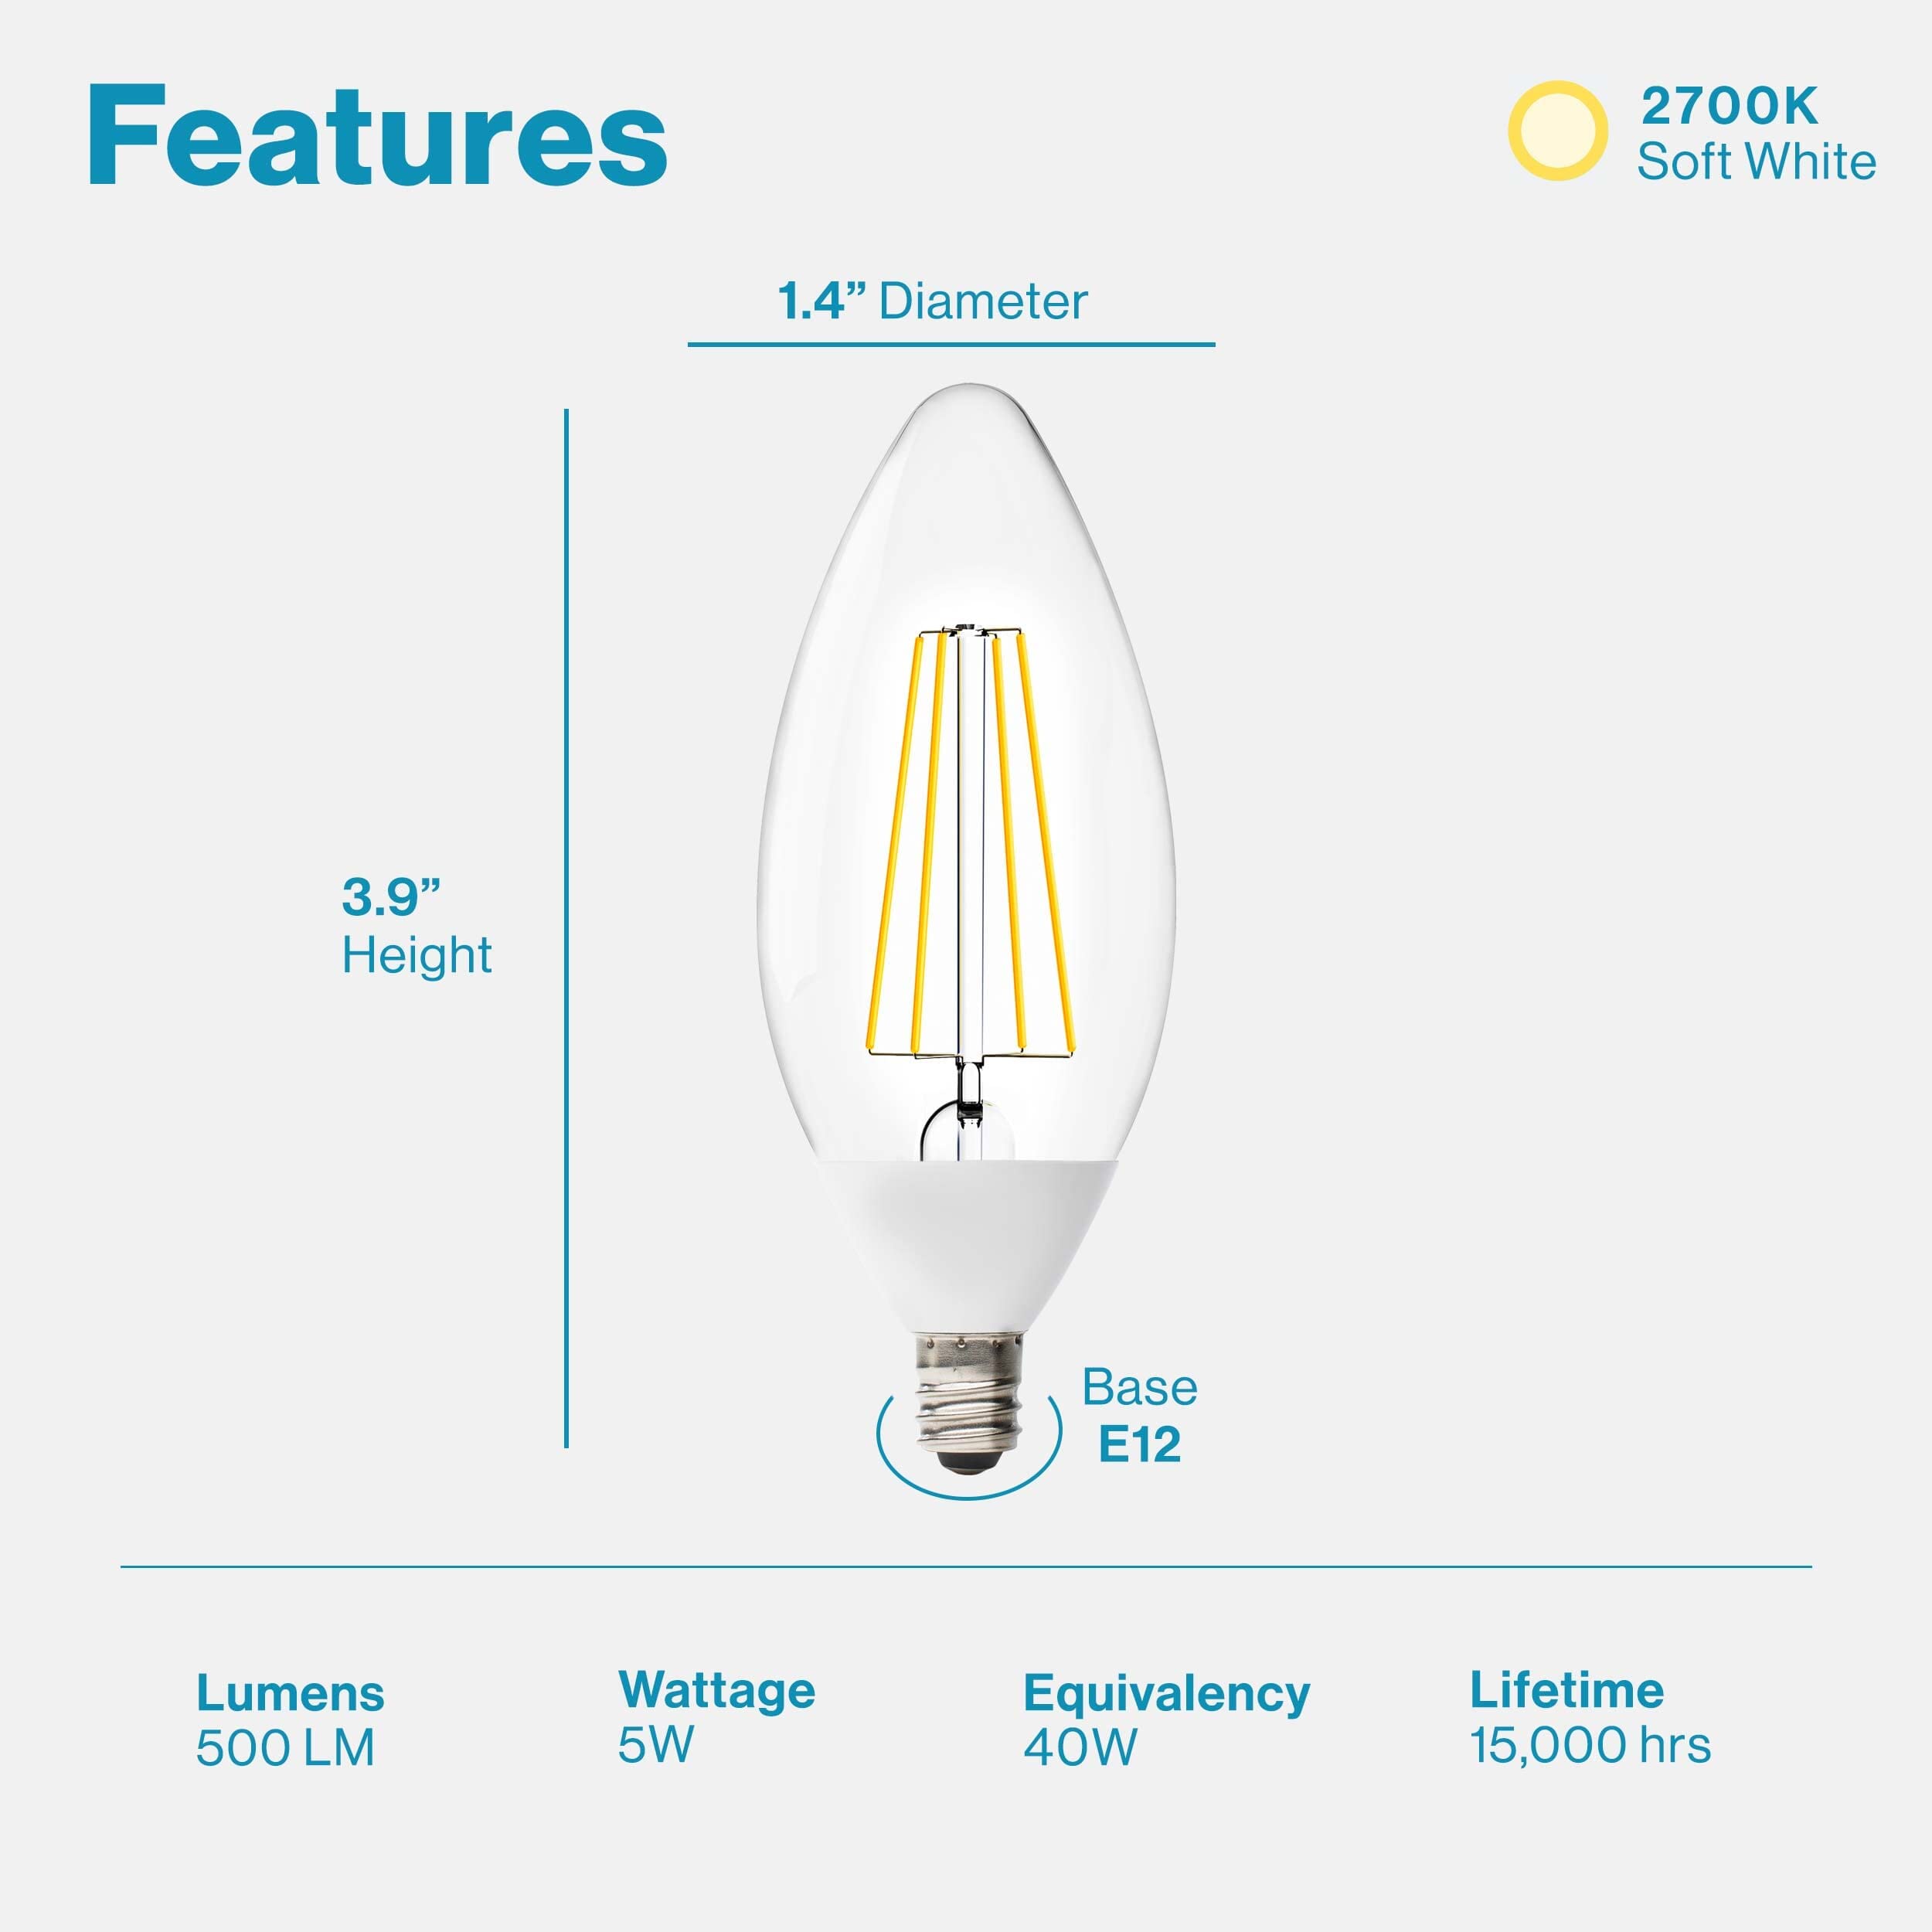 Features
2700K
Soft White
1.4” Diameter
3.9”
Height
Base
E12
Lumens
500 LM
Wattage
5W
Equivalency
40W
Lifetime
15,000 hrs